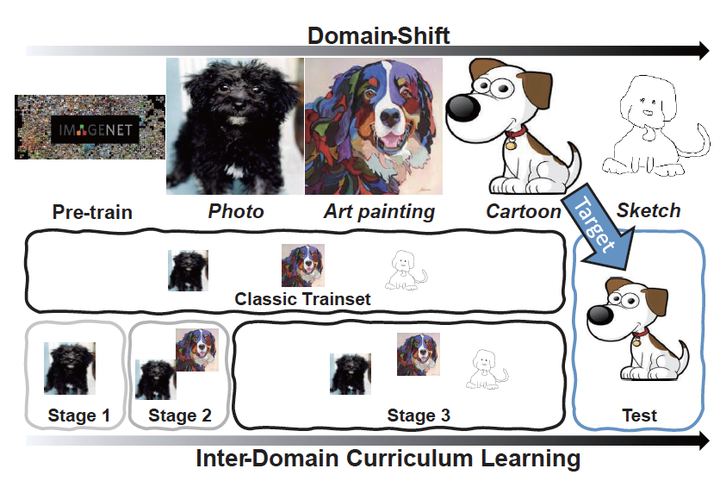 Domain-Shift
IMAGENET
Pre-train
Photo
Art painting
Cartoon
Sketch
Target
Classic Trainset
Stage 1
Stage 2
Stage 3
Test
Inter-Domain Curriculum Learning